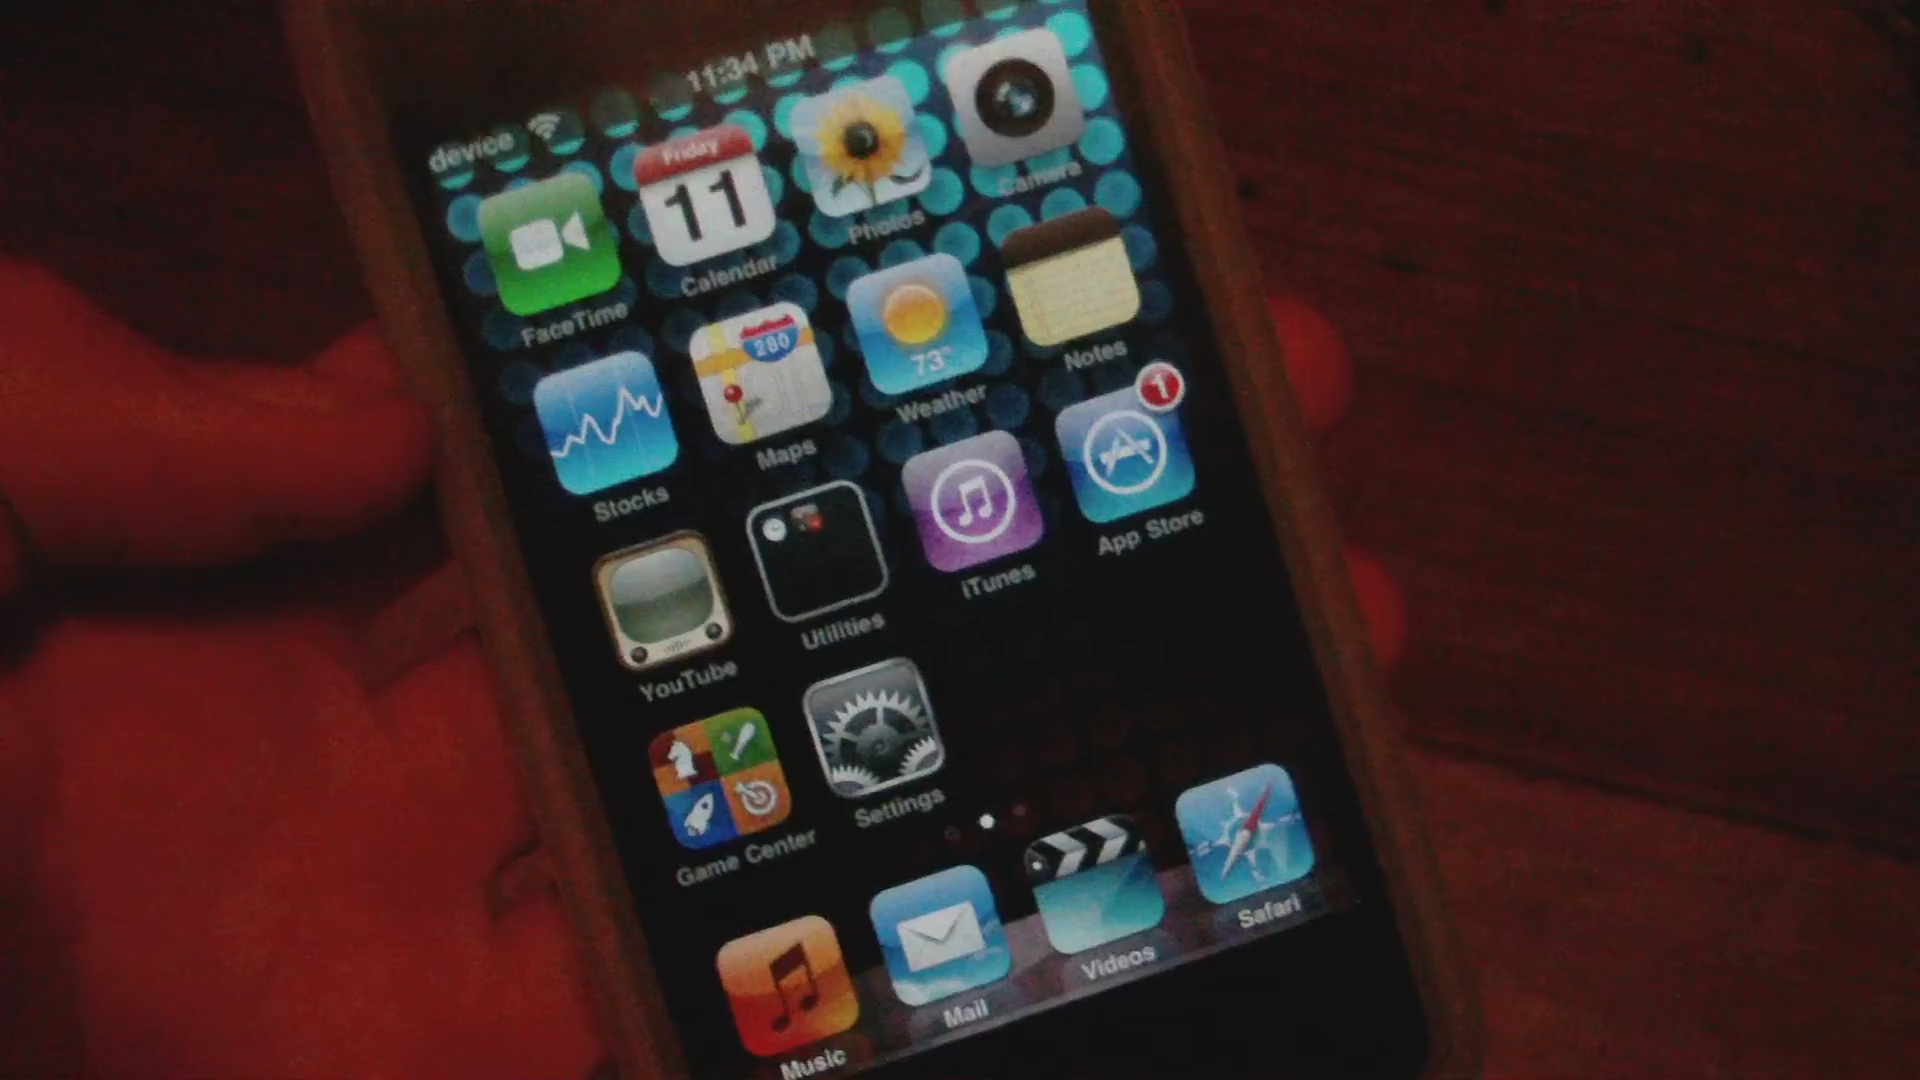 device 11:34 PM
Friday
11
FaceTime Calendar Photos Camera
280
73°
Stocks Maps Weather Notes
1
YouTube Utilities iTunes App Store
Game Center Settings
Music Mail Videos Safari